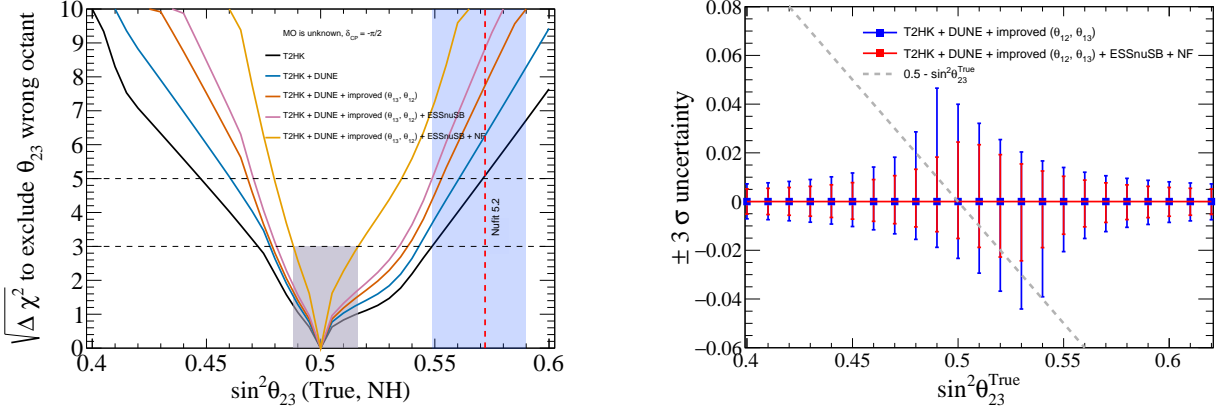 √Δ χ² to exclude θ₂₃ wrong octant
10
9
8
7
6
5
4
3
2
1
0
MO is unknown, δCP = -π/2
T2HK
T2HK + DUNE
T2HK + DUNE + improved (θ₁₃, θ₁₂)
T2HK + DUNE + improved (θ₁₃, θ₁₂) + ESSnuSB
T2HK + DUNE + improved (θ₁₃, θ₁₂) + ESSnuSB + NF
Nufit 5.2
0.4 0.45 0.5 0.55 0.6
sin²θ₂₃ (True, NH)
± 3 σ uncertainty
0.06
0.04
0.02
0
−0.02
−0.04
−0.06
T2HK + DUNE + improved (θ₁₂, θ₁₃)
T2HK + DUNE + improved (θ₁₂, θ₁₃) + ESSnuSB + NF
0.5 - sin²θ₂₃ᵀʳᵘᵉ
0.4 0.45 0.5 0.55 0.6
sin²θ₂₃ᵀʳᵘᵉ